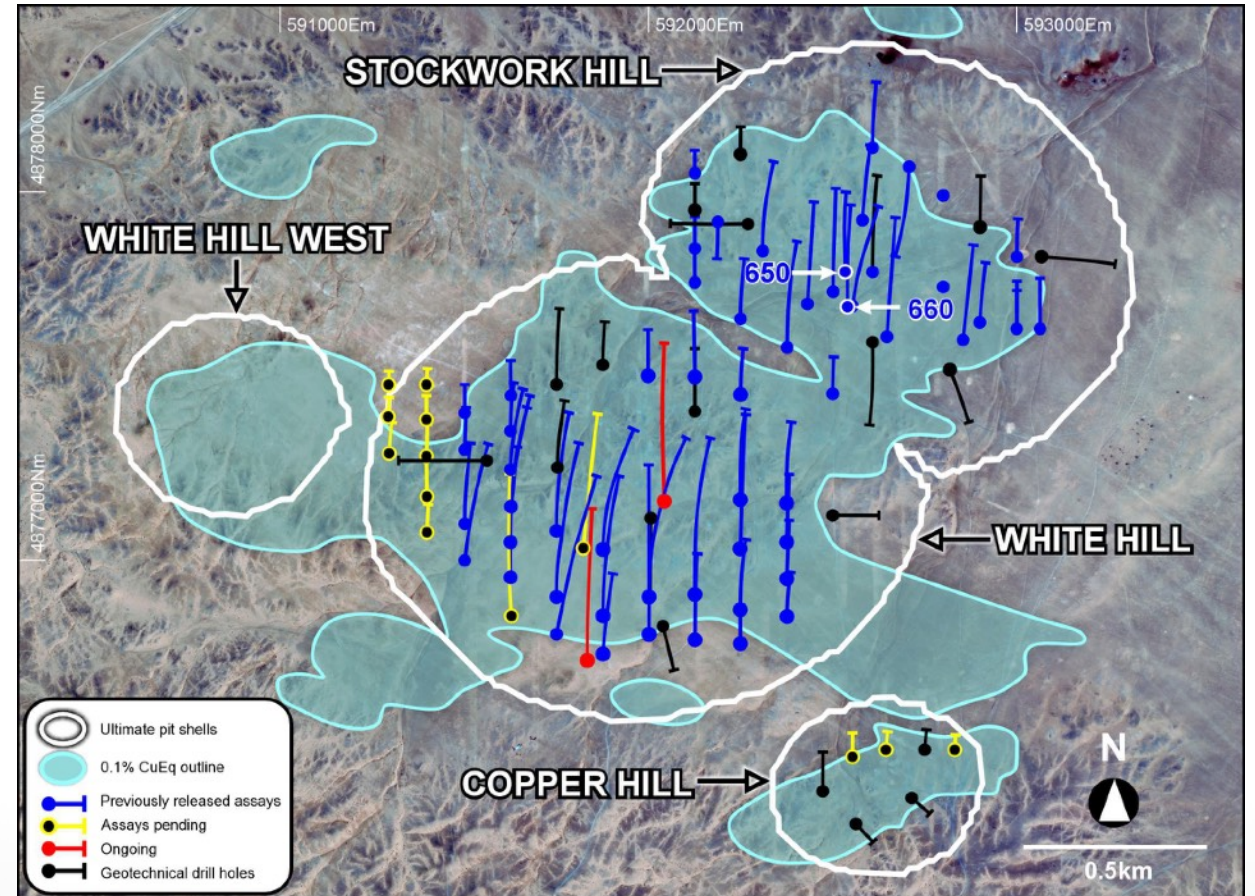 591000Em
592000Em
593000Em
STOCKWORK HILL
4878000Nm
WHITE HILL WEST
650
660
4877000Nm
WHITE HILL
COPPER HILL
N
0.5km
Ultimate pit shells
0.1% CuEq outline
Previously released assays
Assays pending
Ongoing
Geotechnical drill holes